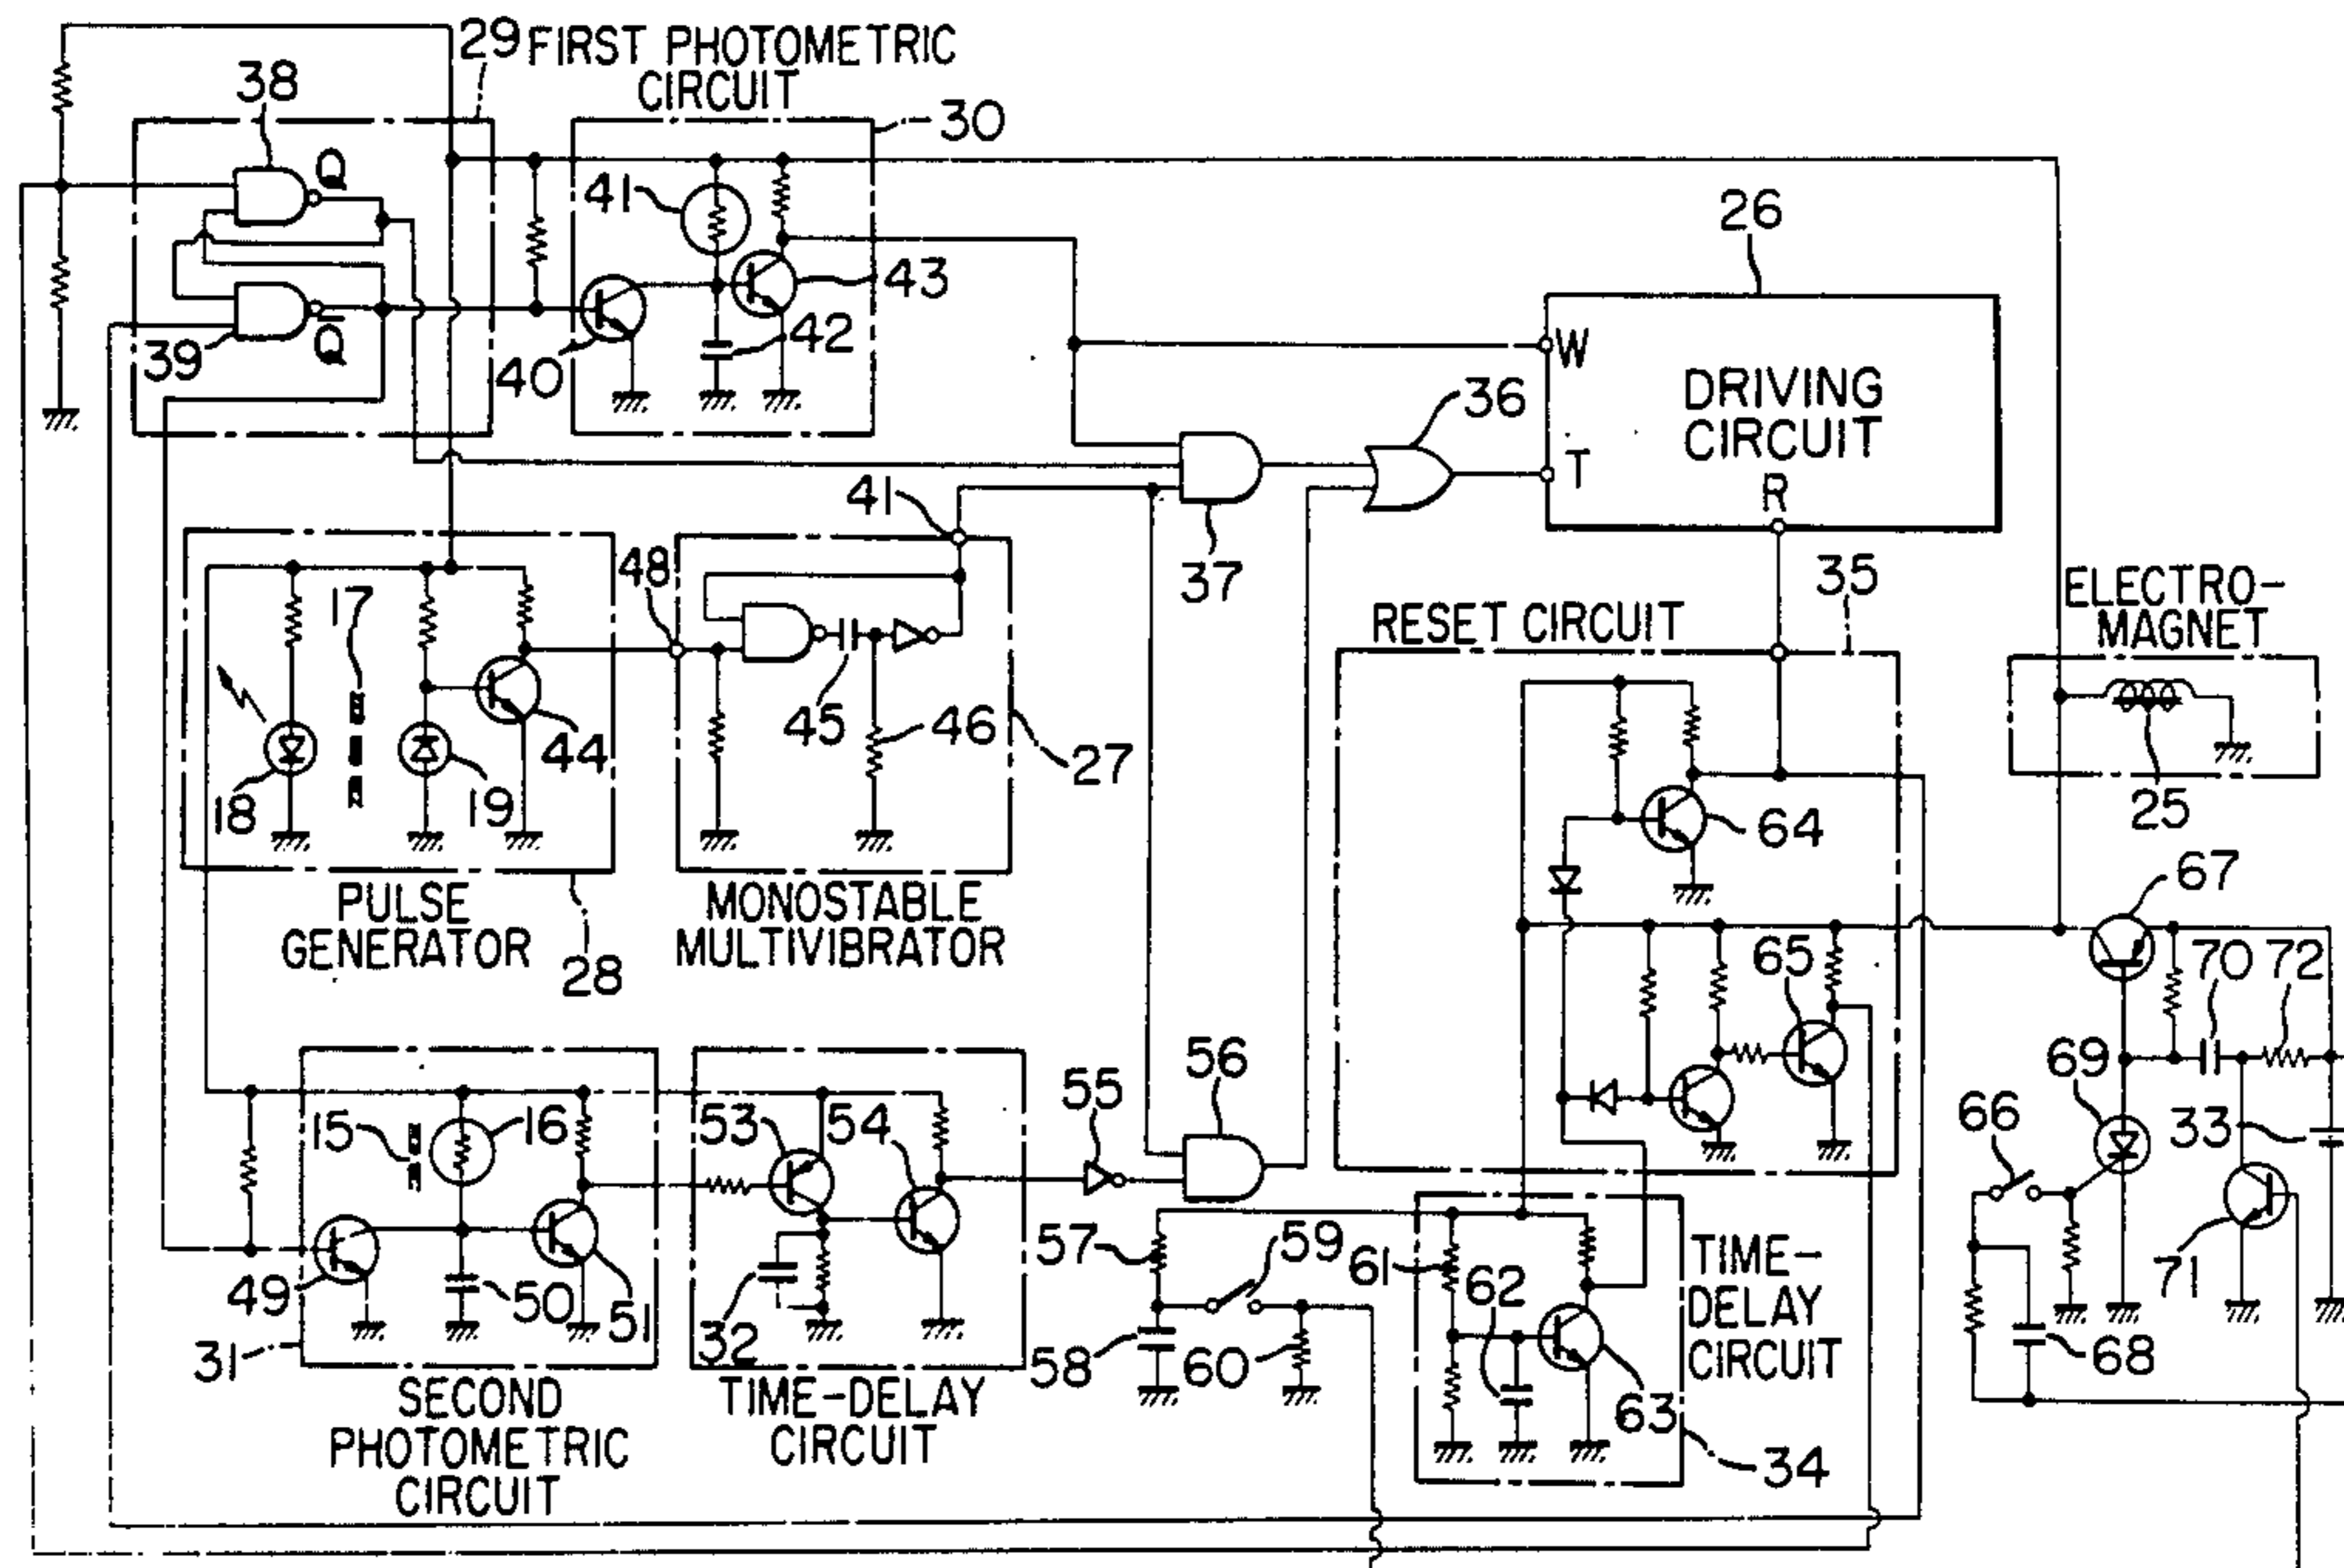 29 FIRST PHOTOMETRIC
CIRCUIT
38
30
Q
41
26
43
42
Q
39
40
W
36
DRIVING
CIRCUIT
T
R
41
37
35
48
17
ELECTRO-
MAGNET
RESET CIRCUIT
45
46
44
27
18
19
25
64
67
PULSE
GENERATOR
MONOSTABLE
MULTIVIBRATOR
28
65
70
72
56
69
55
15
16
53
54
66
33
57
59
61
62
TIME-
DELAY
CIRCUIT
71
49
50
51
32
58
60
68
31
63
SECOND
PHOTOMETRIC
CIRCUIT
TIME-DELAY
CIRCUIT
34